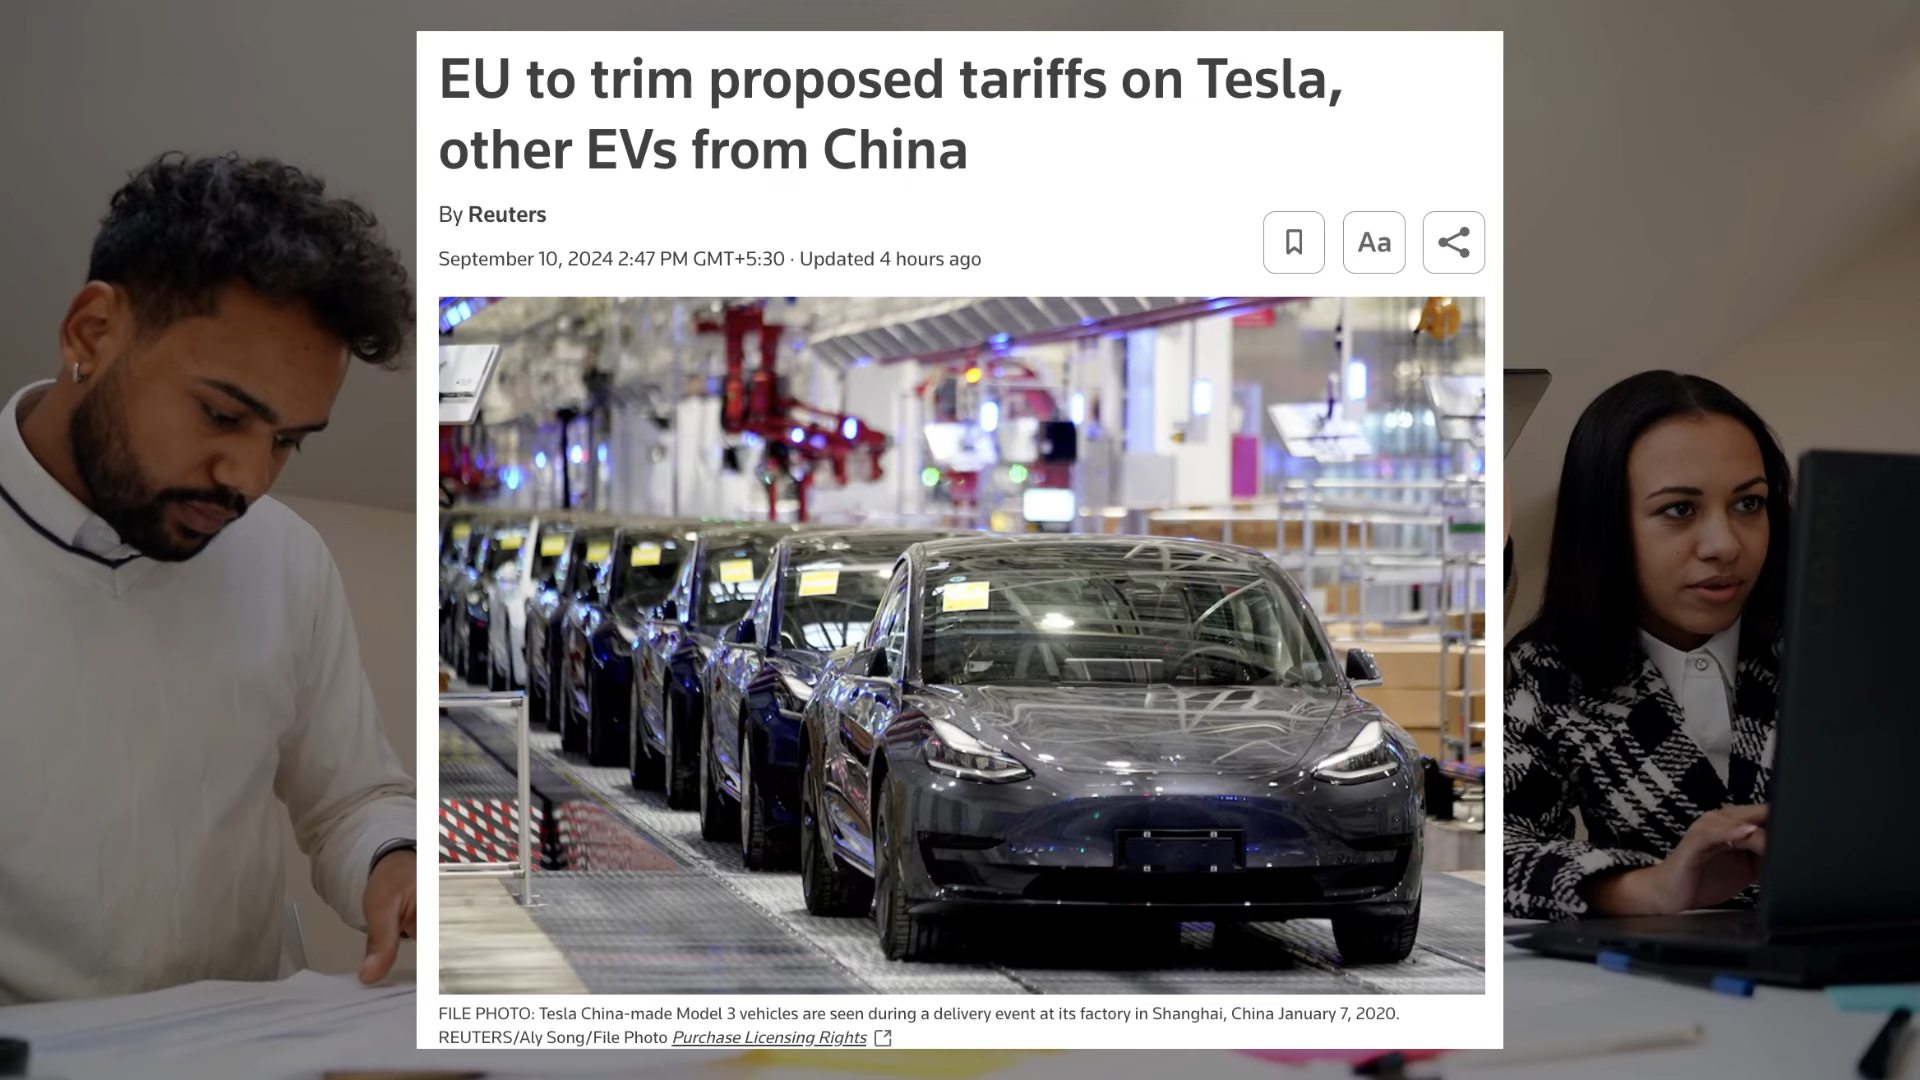 EU to trim proposed tariffs on Tesla,
other EVs from China
By Reuters
September 10, 2024 2:47 PM GMT+5:30 · Updated 4 hours ago
Aa
FILE PHOTO: Tesla China-made Model 3 vehicles are seen during a delivery event at its factory in Shanghai, China January 7, 2020.
REUTERS/Aly Song/File Photo Purchase Licensing Rights